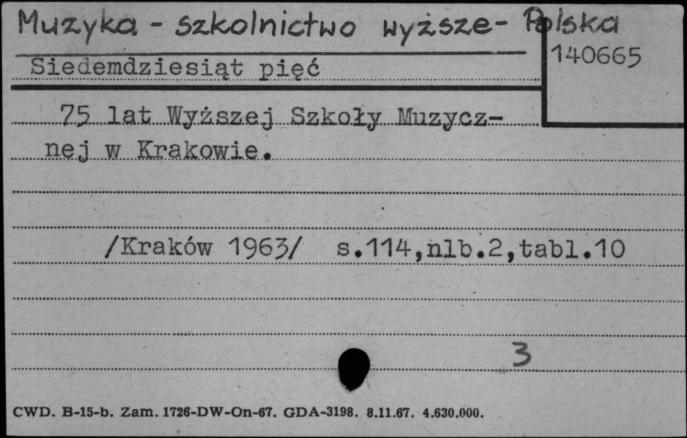 Muzyka - szkolnictwo wyższe - Polska
140665
Siedemdziesiąt pięć
75 lat Wyższej Szkoły Muzycz-
nej w Krakowie.
/Kraków 1963/ s.114,nlb.2,tabl.10
3
CWD. B-15-b. Zam. 1726-DW-On-67. GDA-3198. 8.11.67. 4.630.000.